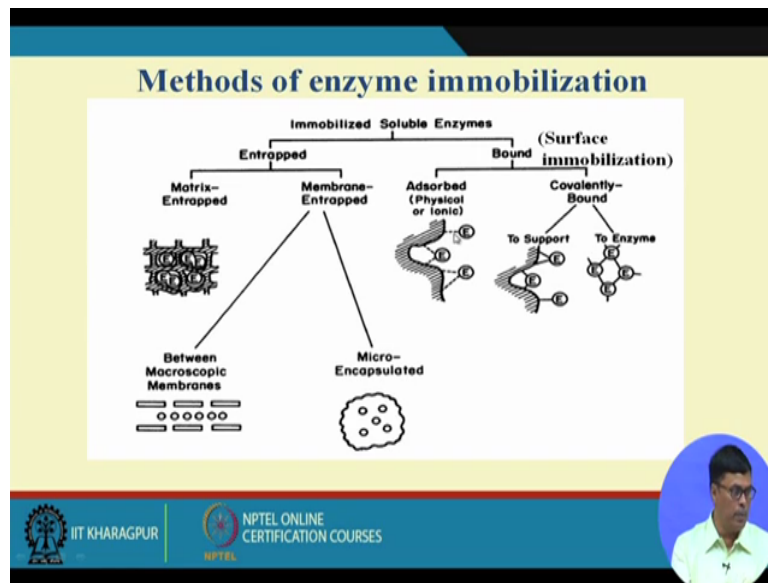 Methods of enzyme immobilization
Immobilized Soluble Enzymes
Entrapped
Bound
(Surface
immobilization)
Matrix-
Entrapped
Membrane-
Entrapped
Adsorbed
(Physical
or Ionic)
Covalently-
Bound
To Support
To Enzyme
E
E
E
E
E
E
E
E
E
E
E
E
E
E
Between
Macroscopic
Membranes
Micro-
Encapsulated
IIT KHARAGPUR
NPTEL
NPTEL ONLINE
CERTIFICATION COURSES